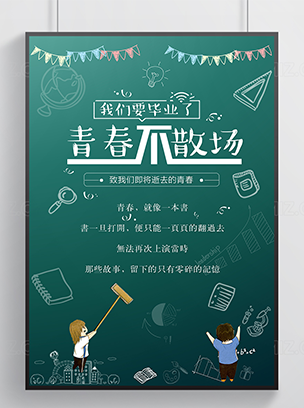 我们要毕业了
青春不散场
致我们即将逝去的青春
青春，就像一本書
書一旦打開，便只能一頁頁的翻過去
無法再次上演當時
那些故事，留下的只有零碎的記憶